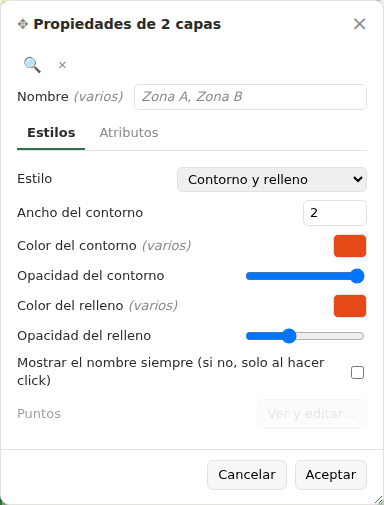 Propiedades de 2 capas
Nombre (varios) Zona A, Zona B
Estilos Atributos
Estilo Contorno y relleno
Ancho del contorno 2
Color del contorno (varios)
Opacidad del contorno
Color del relleno (varios)
Opacidad del relleno
Mostrar el nombre siempre (si no, solo al hacer
click)
Puntos Ver y editar...
Cancelar Aceptar